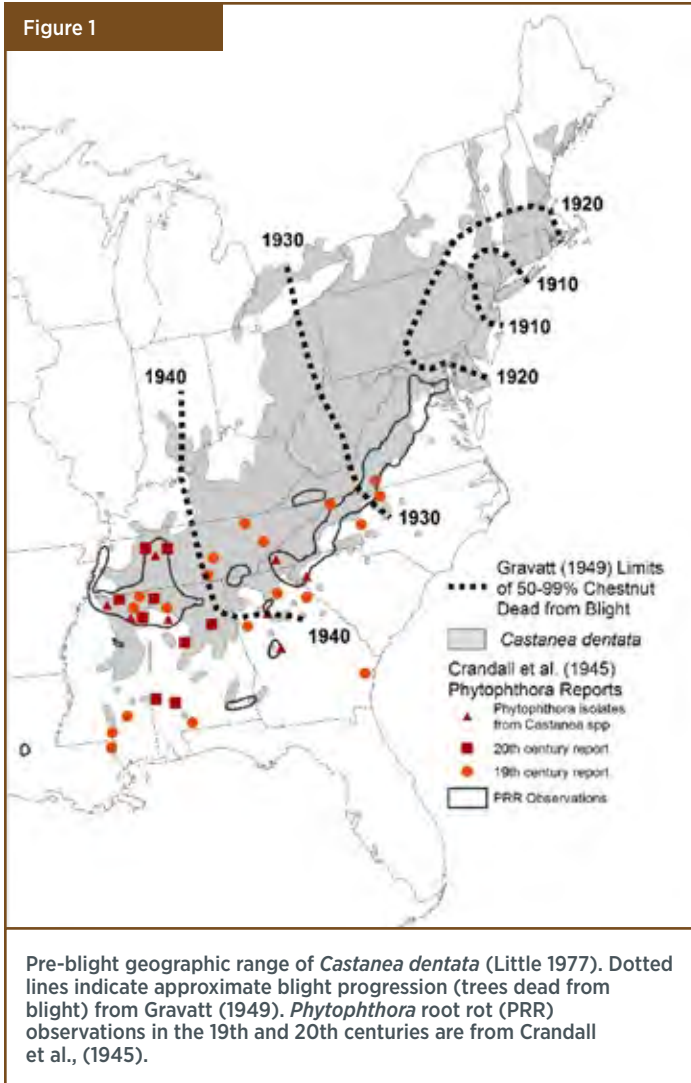 Figure 1
1920
1930
1910
1910
1940
1920
1930
Gravatt (1949) Limits
of 50-99% Chestnut
Dead from Blight
1940
Castanea dentata
Crandall et al. (1945)
Phytophthora Reports
Phytophthora isolates
from Castanea spp
20th century report
19th century report
PRR Observations
Pre-blight geographic range of Castanea dentata (Little 1977). Dotted
lines indicate approximate blight progression (trees dead from
blight) from Gravatt (1949). Phytophthora root rot (PRR)
observations in the 19th and 20th centuries are from Crandall
et al., (1945).